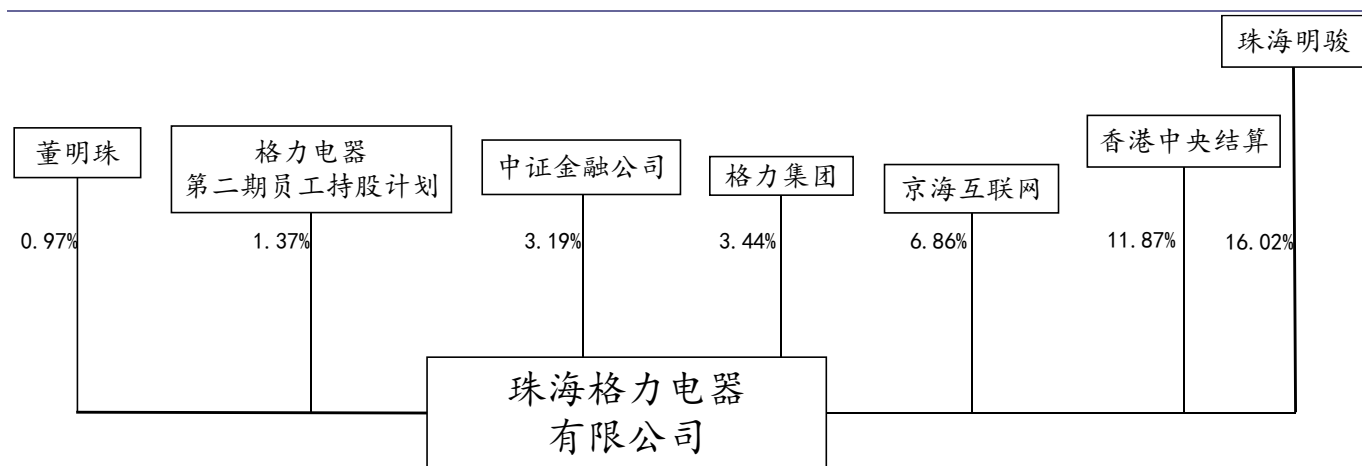 珠海明骏
董明珠
格力电器
第二期员工持股计划
中证金融公司
格力集团
京海互联网
香港中央结算
0.97%
1.37%
3.19%
3.44%
6.86%
11.87%
16.02%
珠海格力电器
有限公司